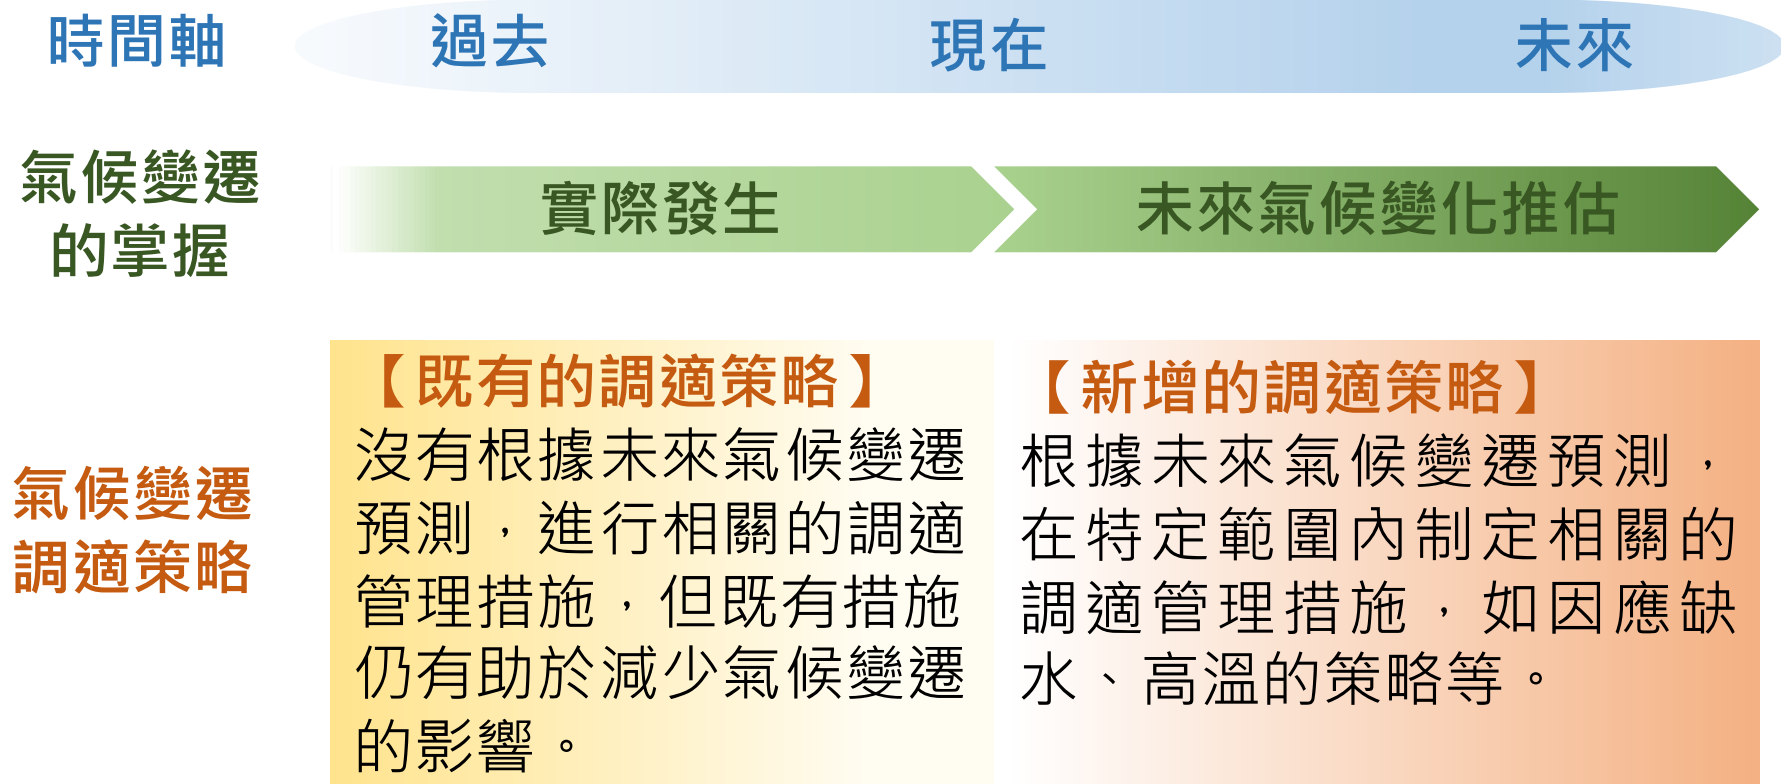 時間軸
過去
現在
未來
氣候變遷
的掌握
實際發生
未來氣候變化推估
氣候變遷
調適策略
【既有的調適策略】
沒有根據未來氣候變遷
預測，進行相關的調適
管理措施，但既有措施
仍有助於減少氣候變遷
的影響。
【新增的調適策略】
根據未來氣候變遷預測，
在特定範圍內制定相關的
調適管理措施，如因應缺
水、高溫的策略等。